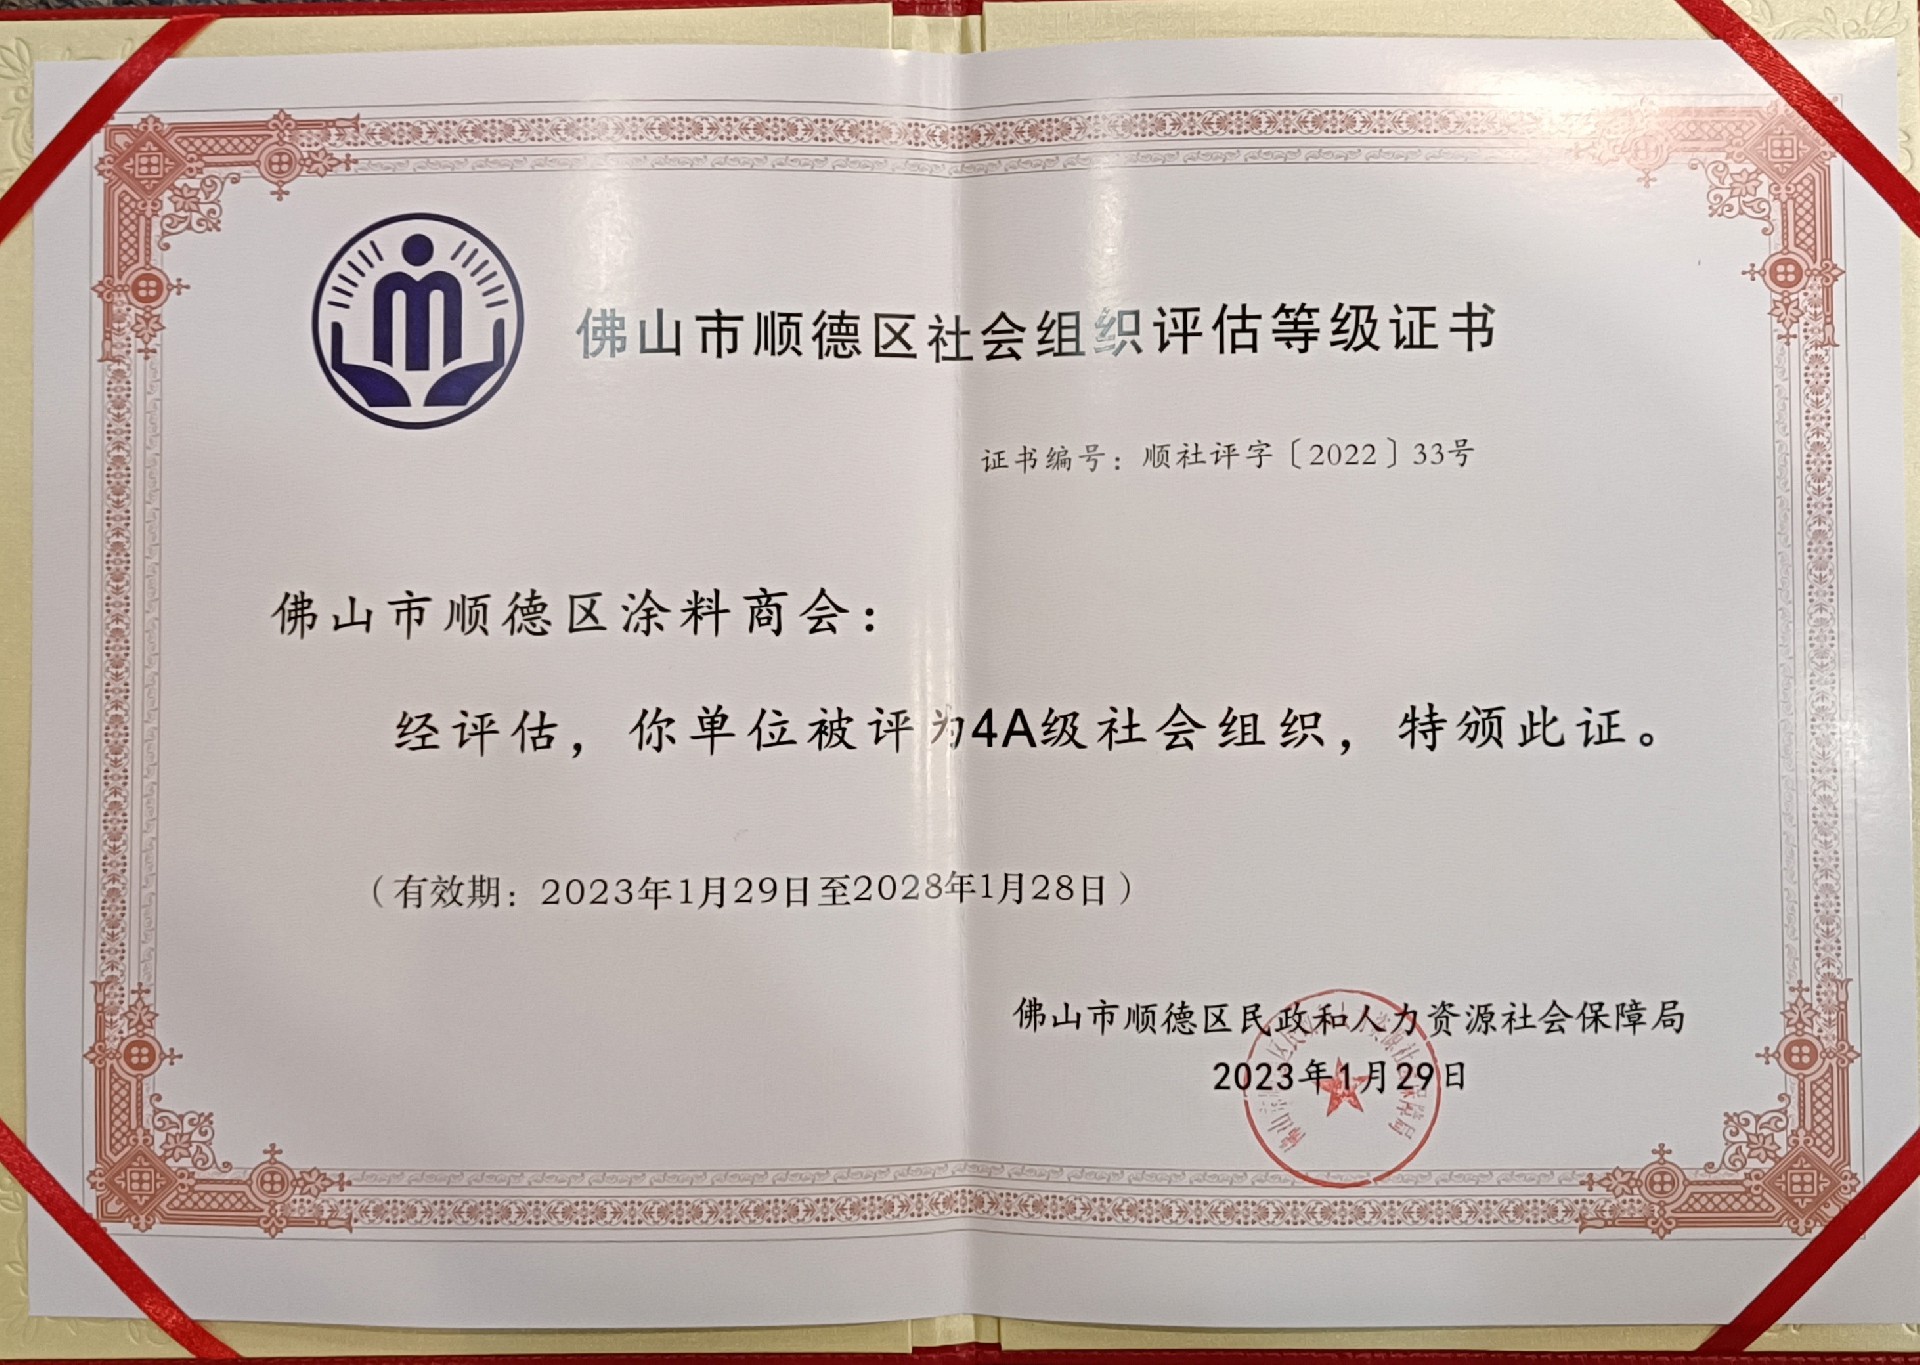 佛山市顺德区社会组织评估等级证书
证书编号：顺社评字〔2022〕33号
佛山市顺德区涂料商会：
经评估，你单位被评为4A级社会组织，特颁此证。
（有效期：2023年1月29日至2028年1月28日）
佛山市顺德区民政和人力资源社会保障局
2023年1月29日